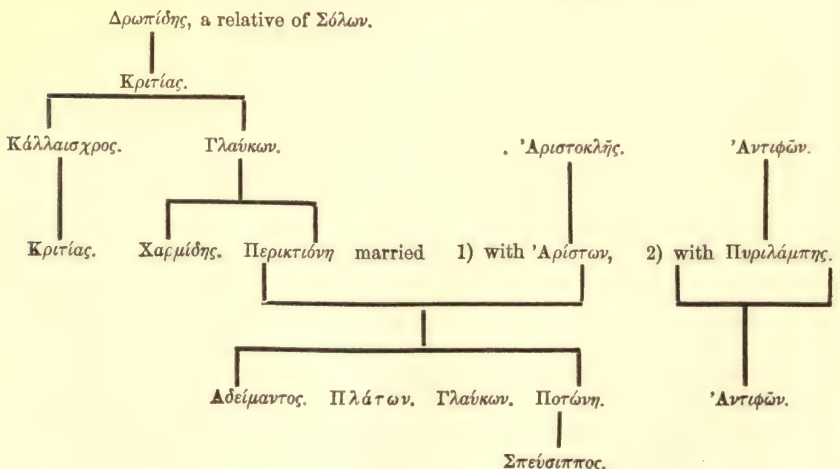 Δρωπίδης, a relative of Σόλων.
Κριτίας.
Κάλλαισχρος. Γλαύκων. . Ἀριστοκλῆς. Ἀντιφῶν.
Κριτίας. Χαρμίδης. Περικτιόνη married 1) with Ἀρίστων, 2) with Πυριλάμπης.
Ἀδείμαντος. Πλάτων. Γλαύκων. Ποτώνη. Ἀντιφῶν.
Σπεύσιππος.